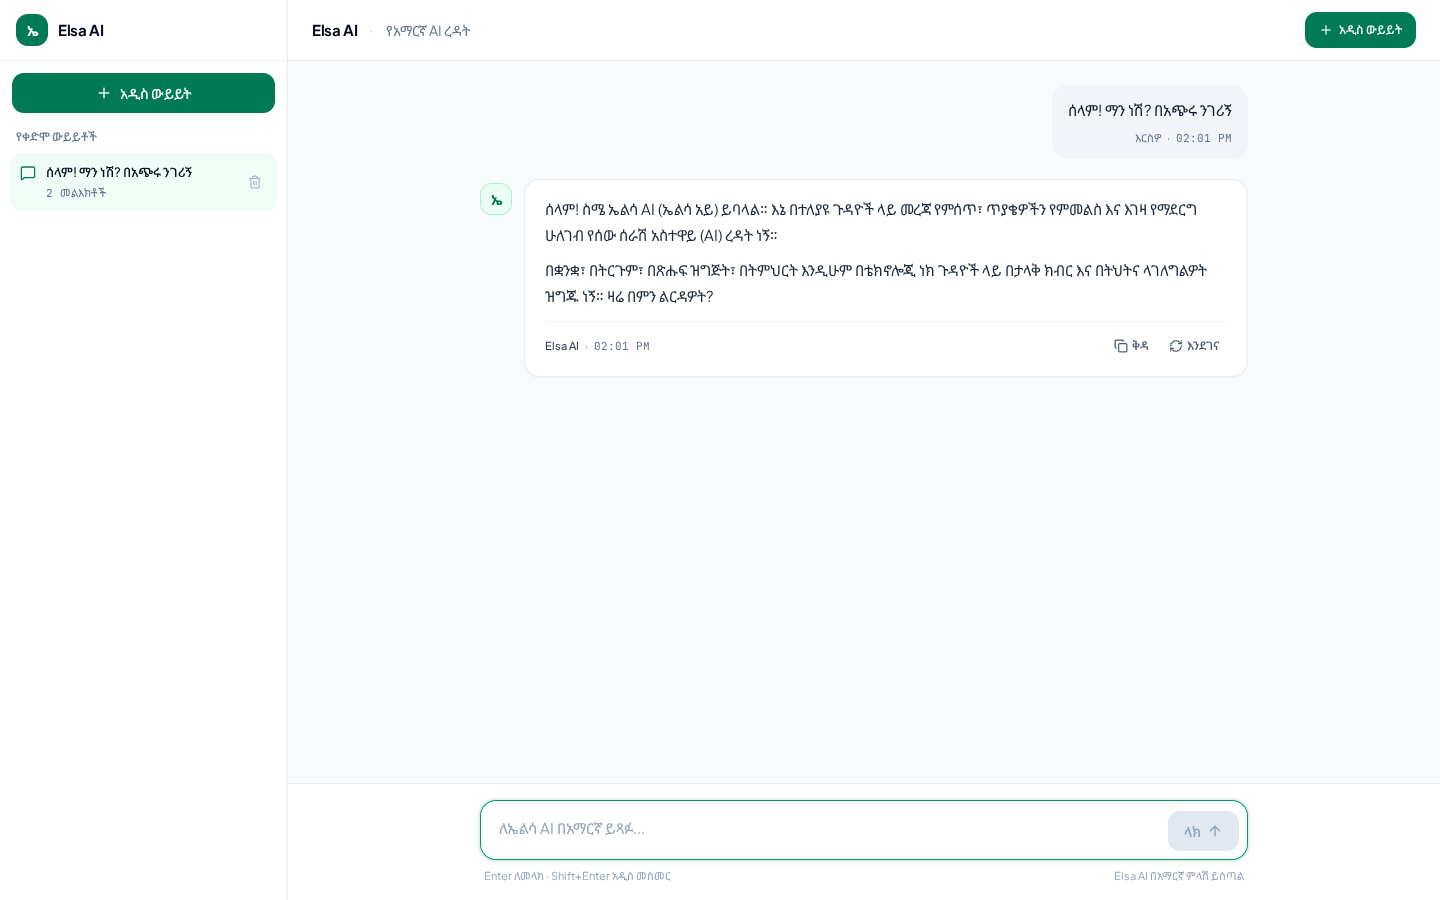 ኤ Elsa AI
+ አዲስ ውይይት
የቀድሞ ውይይቶች
ሰላም! ማን ነሽ? በአጭሩ ንገሪኝ
2 መልእክቶች
Elsa AI · የአማርኛ AI ረዳት
+ አዲስ ውይይት
ሰላም! ማን ነሽ? በአጭሩ ንገሪኝ
እርስዎ · 02:01 PM
ኤ
ሰላም! ስሜ ኤልሳ AI (ኤልሳ አይ) ይባላል። እኔ በተለያዩ ጉዳዮች ላይ መረጃ የምሰጥ፣ ጥያቄዎችን የምመልስ እና እገዛ የማደርግ
ሁለገብ የሰው ሰራሽ አስተዋይ (AI) ረዳት ነኝ።
በቋንቋ፣ በትርጉም፣ በጽሑፍ ዝግጅት፣ በትምህርት እንዲሁም በቴክኖሎጂ ነክ ጉዳዮች ላይ በታላቅ ክብር እና በትህትና ላገለግልዎት
ዝግጁ ነኝ። ዛሬ በምን ልርዳዎት?
Elsa AI · 02:01 PM
ቅዳ እንደገና
ለኤልሳ AI በአማርኛ ይጻፉ...
ላክ
Enter ለመላክ · Shift+Enter አዲስ መስመር
Elsa AI በአማርኛ ምላሽ ይሰጣል